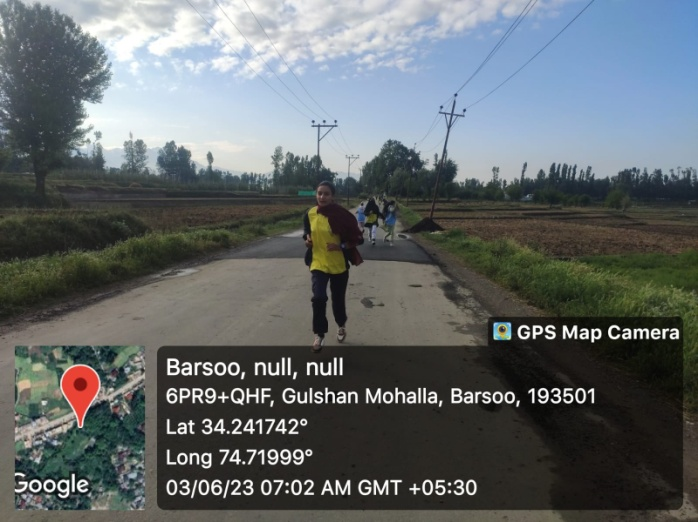 GPS Map Camera
Barsoo, null, null
6PR9+QHF, Gulshan Mohalla, Barsoo, 193501
Lat 34.241742°
Long 74.71999°
03/06/23 07:02 AM GMT +05:30
Google